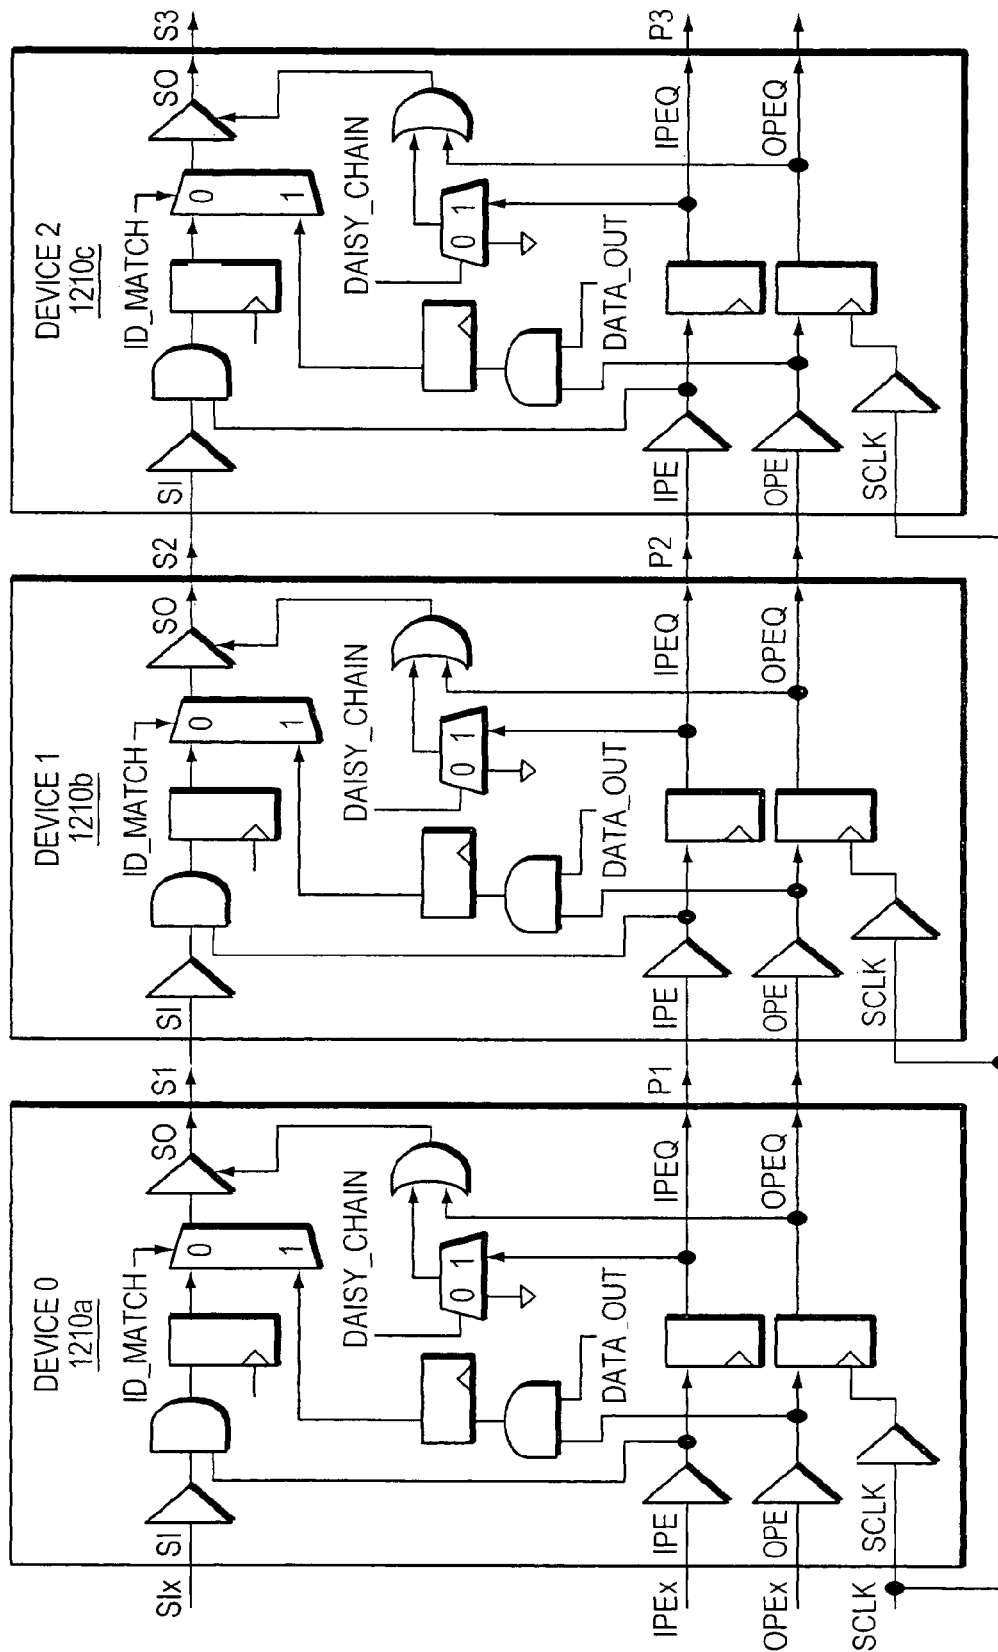 DEVICE 0
1210a
DEVICE 1
1210b
DEVICE 2
1210c
SIx
SI
ID_MATCH
0
1
SO
S1
DAISY_CHAIN
0 1
DATA_OUT
IPEx
IPE
IPEQ
P1
OPEx
OPE
OPEQ
SCLK
SCLK
SI
ID_MATCH
0
1
SO
S2
DAISY_CHAIN
0 1
DATA_OUT
IPE
IPEQ
P2
OPE
OPEQ
SCLK
SI
ID_MATCH
0
1
SO
S3
DAISY_CHAIN
0 1
DATA_OUT
IPE
IPEQ
P3
OPE
OPEQ
SCLK